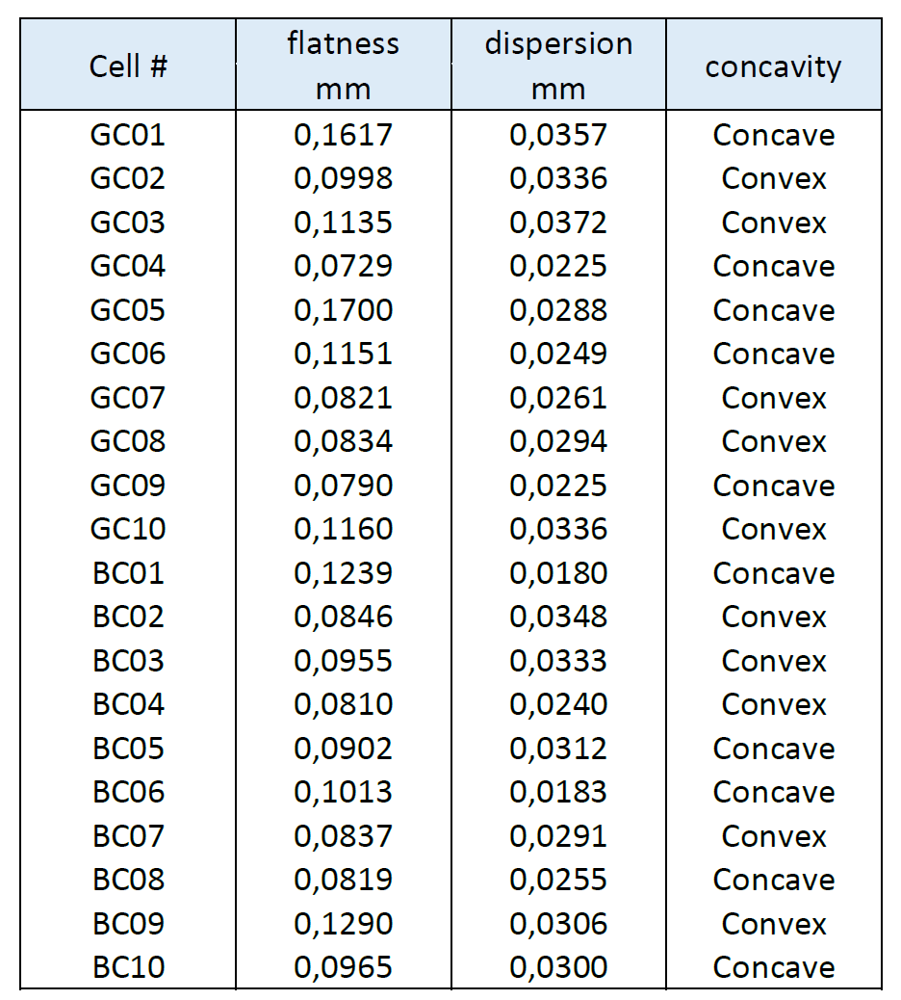 Cell # flatness mm dispersion mm concavity
GC01 0,1617 0,0357 Concave
GC02 0,0998 0,0336 Convex
GC03 0,1135 0,0372 Convex
GC04 0,0729 0,0225 Concave
GC05 0,1700 0,0288 Concave
GC06 0,1151 0,0249 Concave
GC07 0,0821 0,0261 Convex
GC08 0,0834 0,0294 Convex
GC09 0,0790 0,0225 Concave
GC10 0,1160 0,0336 Convex
BC01 0,1239 0,0180 Concave
BC02 0,0846 0,0348 Convex
BC03 0,0955 0,0333 Convex
BC04 0,0810 0,0240 Convex
BC05 0,0902 0,0312 Concave
BC06 0,1013 0,0183 Concave
BC07 0,0837 0,0291 Convex
BC08 0,0819 0,0255 Concave
BC09 0,1290 0,0306 Convex
BC10 0,0965 0,0300 Concave